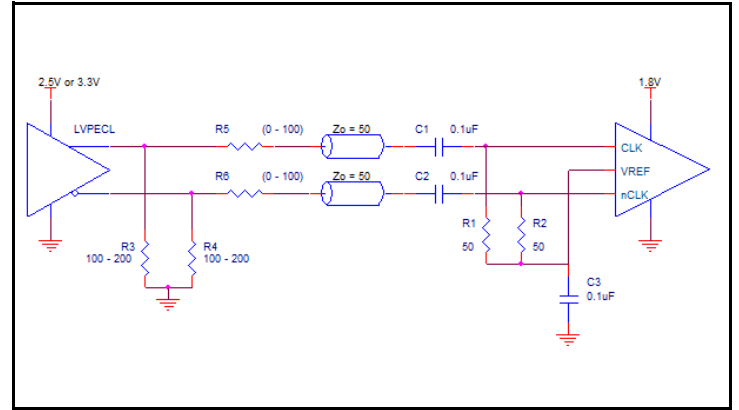 2.5V or 3.3V
1.8V
LVPECL
R5 (0 - 100)
Zo = 50
C1 0.1uF
CLK
VREF
R6 (0 - 100)
Zo = 50
C2 0.1uF
nCLK
R1
50
R2
50
R3
100 - 200
R4
100 - 200
C3
0.1uF